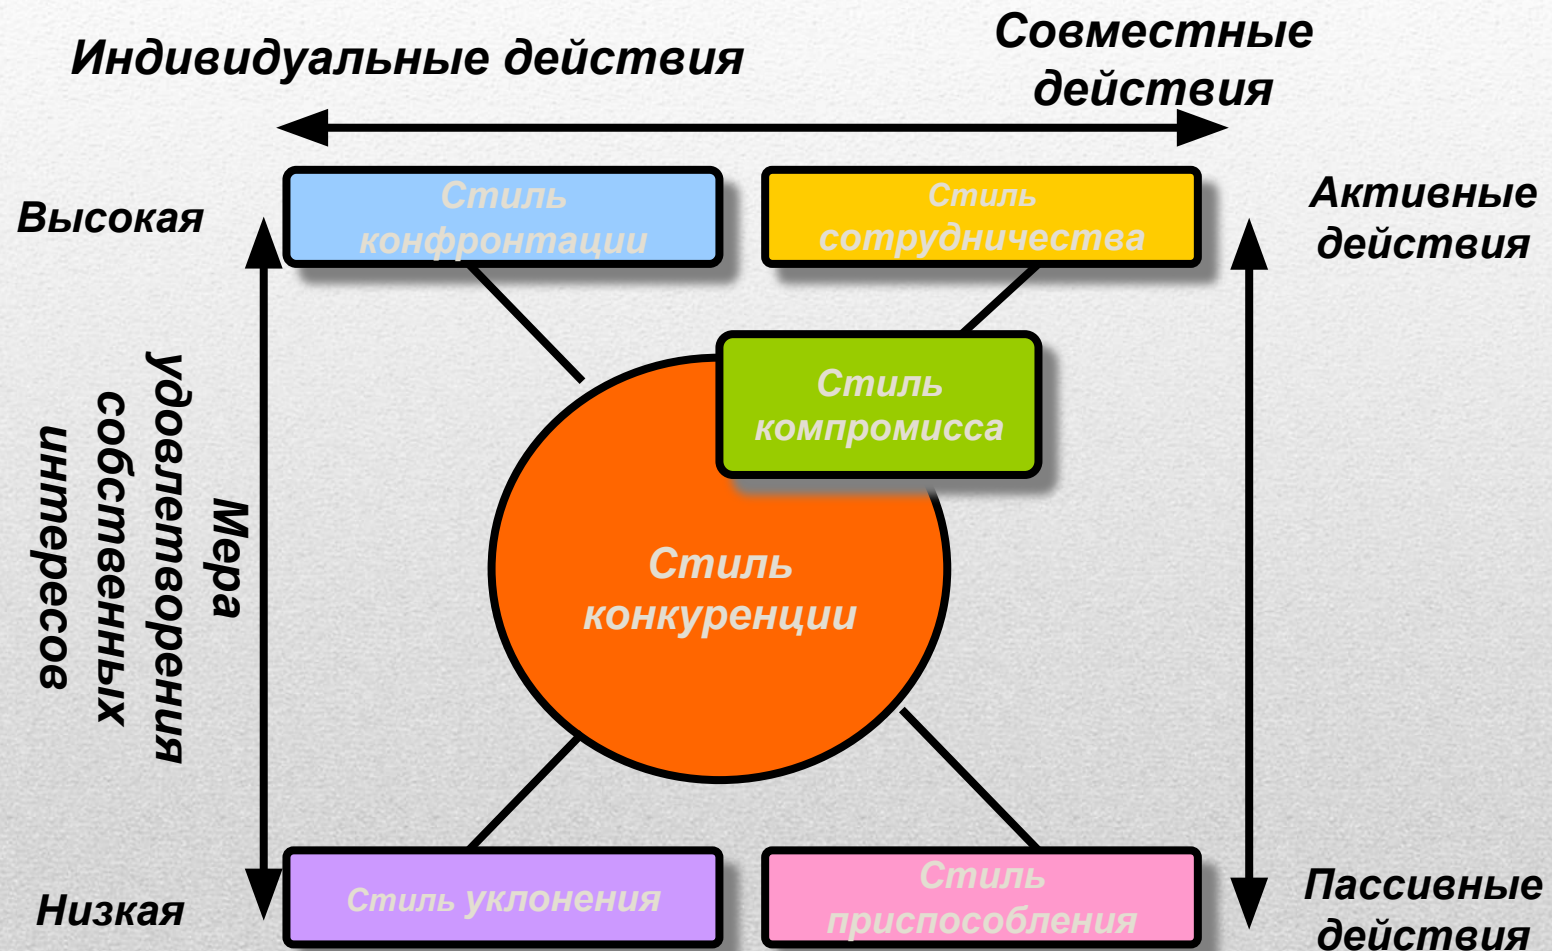 Индивидуальные действия
Совместные
действия
Высокая
Стиль
конфронтации
Стиль
сотрудничества
Активные
действия
Стиль
компромисса
Мера
удовлетворения
собственных
интересов
Стиль
конкуренции
Низкая
Стиль уклонения
Стиль
приспособления
Пассивные
действия